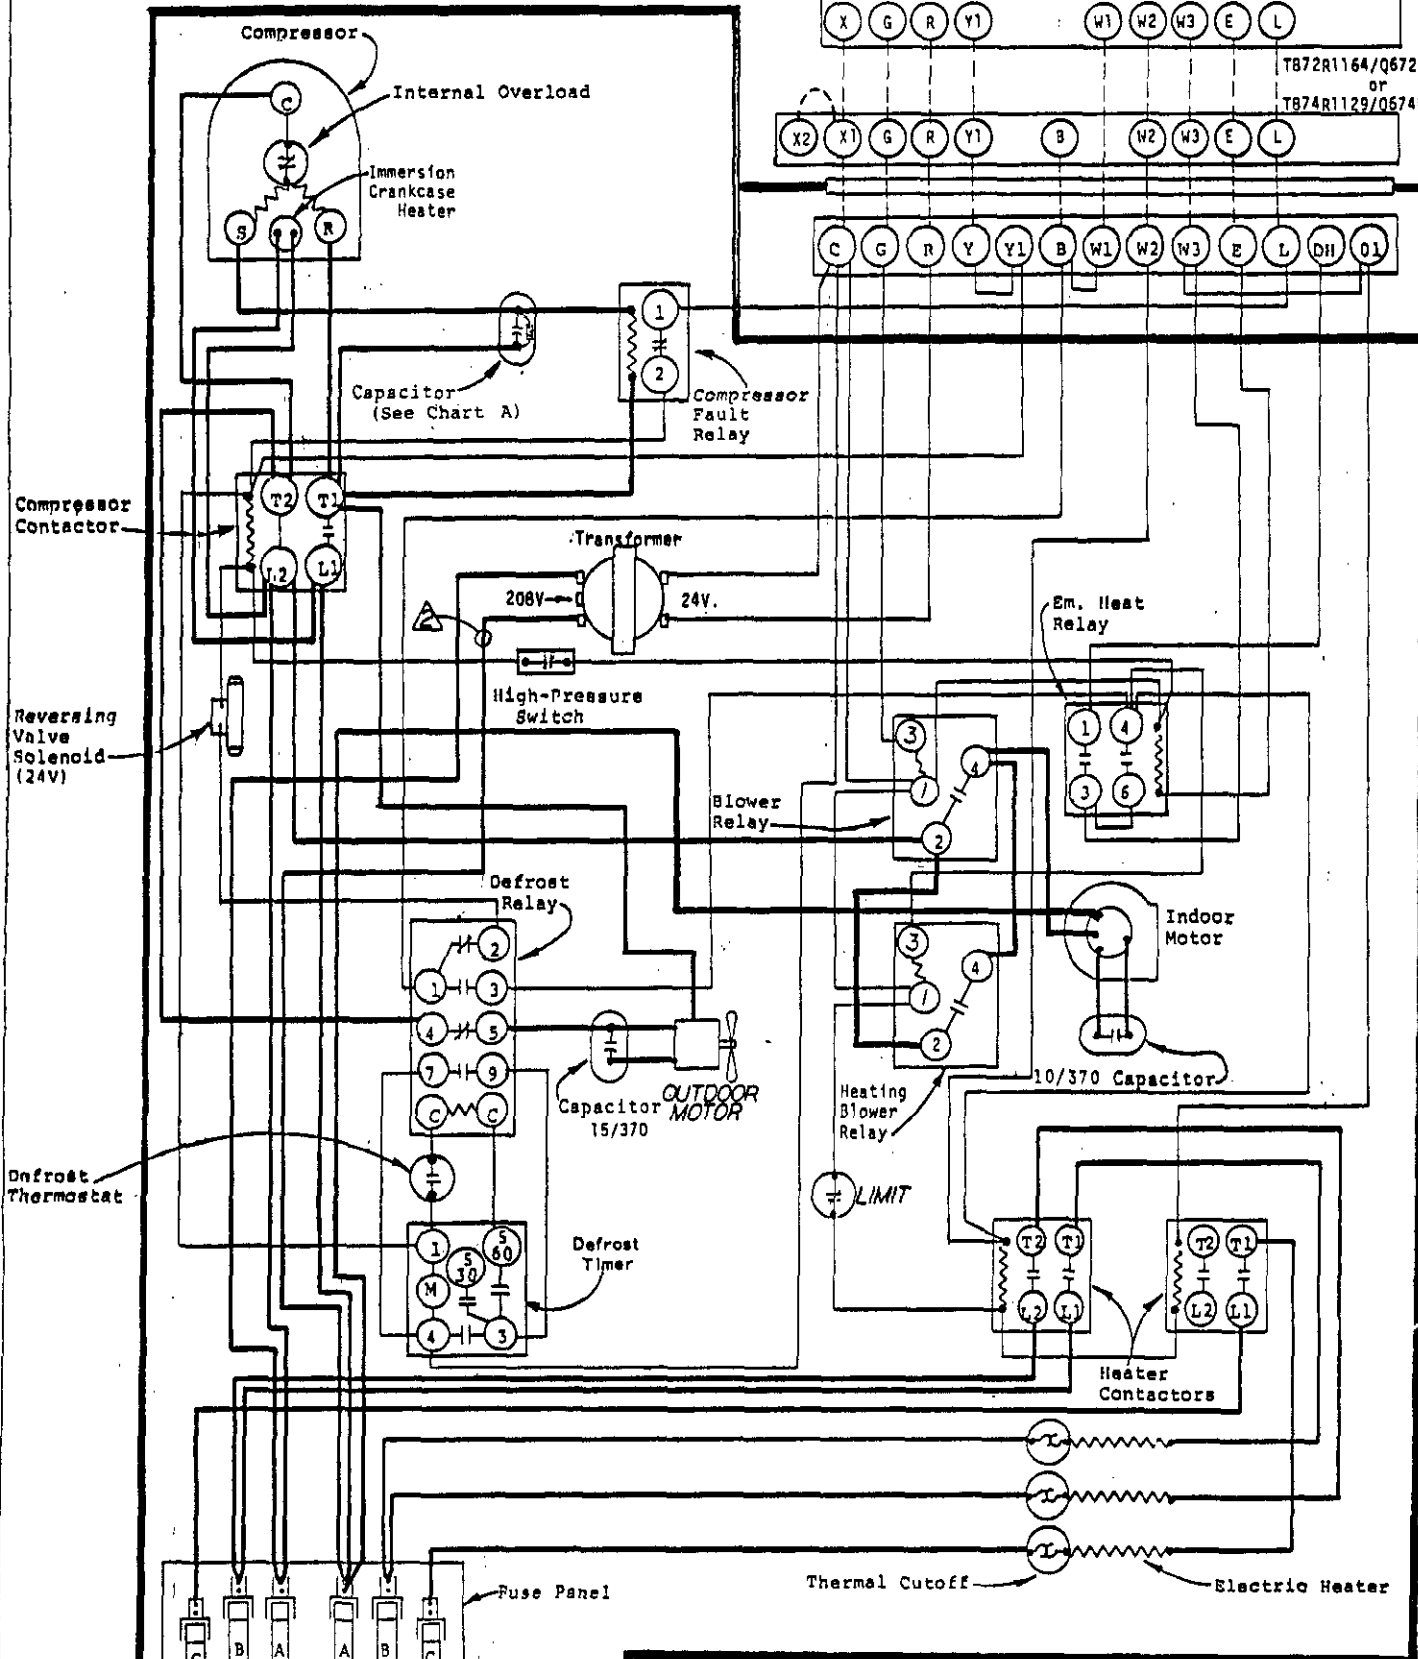 X G R Y1 W1 W2 W3 E L
TB72R1164/Q672
or
TB74R1129/Q674
X2 X1 G R Y1 B W2 W3 E L
C G R Y Y1 B W1 W2 W3 E L DH O1
Compressor
C
Internal Overload
Immersion
Crankcase
Heater
S R
1
2
Capacitor
(See Chart A)
Compressor
Fault
Relay
Compressor
Contactor
T2 T1
L2 L1
Transformer
208V
24V.
2
High-Pressure
Switch
Em. Heat
Relay
1 4
3 6
Reversing
Valve
Solenoid
(24V)
Blower
Relay
3
4
1
2
Defrost
Relay
2
1 3
4 5
7 9
C C
Indoor
Motor
3
4
1
2
10/370 Capacitor
Heating
Blower
Relay
Capacitor
15/370
OUTDOOR
MOTOR
Defrost
Thermostat
LIMIT
1
S
30
S
60
M
4 3
Defrost
Timer
T2 T1
L2 L1
T2 T1
L2 L1
Heater
Contactors
Thermal Cutoff
Electric Heater
Fuse Panel
C B A A B C